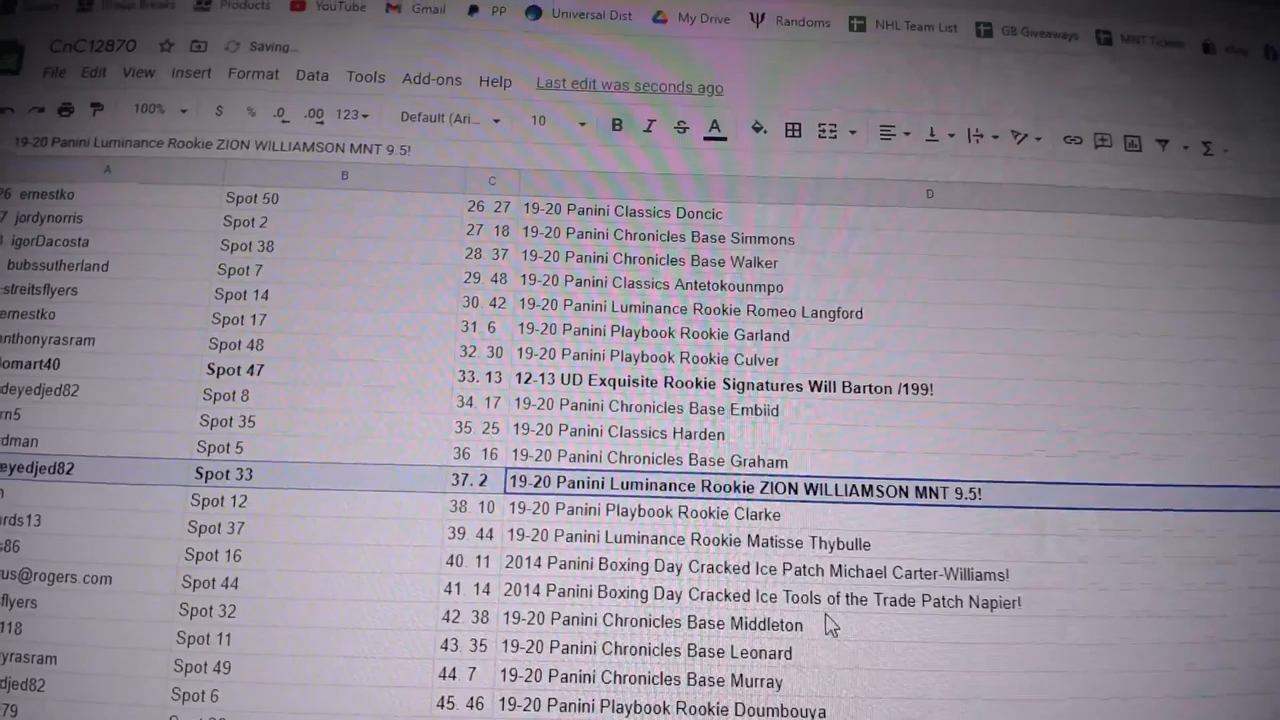 Group Breaks Products YouTube Gmail PP Universal Dist My Drive Randoms NHL Team List GB Giveaways MNT Tickets eBay
CnC12870 Saving...
File Edit View Insert Format Data Tools Add-ons Help Last edit was seconds ago
100% $ % .0 .00 123 Default (Ari... 10 B I S A
19-20 Panini Luminance Rookie ZION WILLIAMSON MNT 9.5!
A B C D
26 ernestko Spot 50 26 27 19-20 Panini Classics Doncic
7 jordynorris Spot 2 27 18 19-20 Panini Chronicles Base Simmons
igorDacosta Spot 38 28. 37 19-20 Panini Chronicles Base Walker
bubssutherland Spot 7 29. 48 19-20 Panini Classics Antetokounmpo
streitsflyers Spot 14 30. 42 19-20 Panini Luminance Rookie Romeo Langford
ernestko Spot 17 31. 6 19-20 Panini Playbook Rookie Garland
nthonyrasram Spot 48 32. 30 19-20 Panini Playbook Rookie Culver
omart40 Spot 47 33. 13 12-13 UD Exquisite Rookie Signatures Will Barton /199!
deyedjed82 Spot 8 34. 17 19-20 Panini Chronicles Base Embiid
rn5 Spot 35 35. 25 19-20 Panini Classics Harden
dman Spot 5 36 16 19-20 Panini Chronicles Base Graham
eyedjed82 Spot 33 37. 2 19-20 Panini Luminance Rookie ZION WILLIAMSON MNT 9.5!
Spot 12 38. 10 19-20 Panini Playbook Rookie Clarke
rds13 Spot 37 39. 44 19-20 Panini Luminance Rookie Matisse Thybulle
s86 Spot 16 40. 11 2014 Panini Boxing Day Cracked Ice Patch Michael Carter-Williams!
us@rogers.com Spot 44 41. 14 2014 Panini Boxing Day Cracked Ice Tools of the Trade Patch Napier!
flyers Spot 32 42. 38 19-20 Panini Chronicles Base Middleton
118 Spot 11 43. 35 19-20 Panini Chronicles Base Leonard
yrasram Spot 49 44. 7 19-20 Panini Chronicles Base Murray
djed82 Spot 6 45. 46 19-20 Panini Playbook Rookie Doumbouya
79